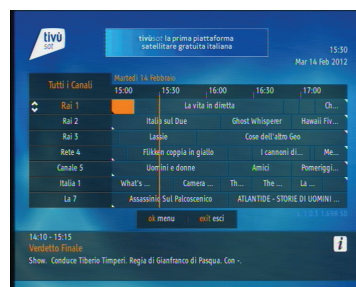 tivù
sat
tivùsat la prima piattaforma
satellitare gratuita italiana
15:30
Mar 14 Feb 2012
Tutti i Canali
Martedì 14 Febbraio
15:00 15:30 16:00 16:30 17:00
Rai 1 La vita in diretta Ch...
Rai 2 Italia sul Due Ghost Whisperer Hawaii Fiv...
Rai 3 Lassie Cose dell'altro Geo
Rete 4 Flikken coppia in giallo I cannoni di... Me...
Canale 5 Uomini e donne Amici Pomeriggi...
Italia 1 What's ... Camera ... Th... The ... La ...
La 7 Assassinio Sul Palcoscenico ATLANTIDE - STORIE DI UOMINI ...
ok menu exit esci
14:10 - 15:15
Verdetto Finale
i
Show. Conduce Tiberio Timperi. Regia di Gianfranco di Pasqua. Con -.